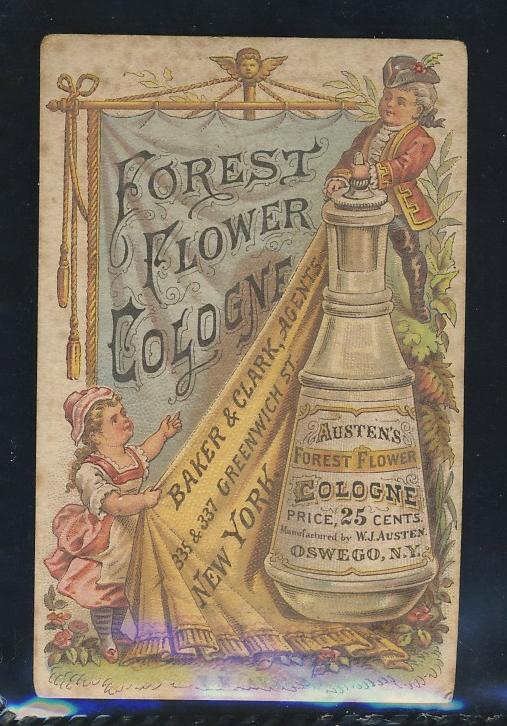 FOREST
FLOWER
COLOGNE
BAKER & CLARK, AGENTS
335 & 337 GREENWICH ST
NEW YORK.
AUSTEN'S
FOREST FLOWER
COLOGNE
PRICE, 25 CENTS.
Manufactured by W.J. AUSTEN.
OSWEGO, N.Y.